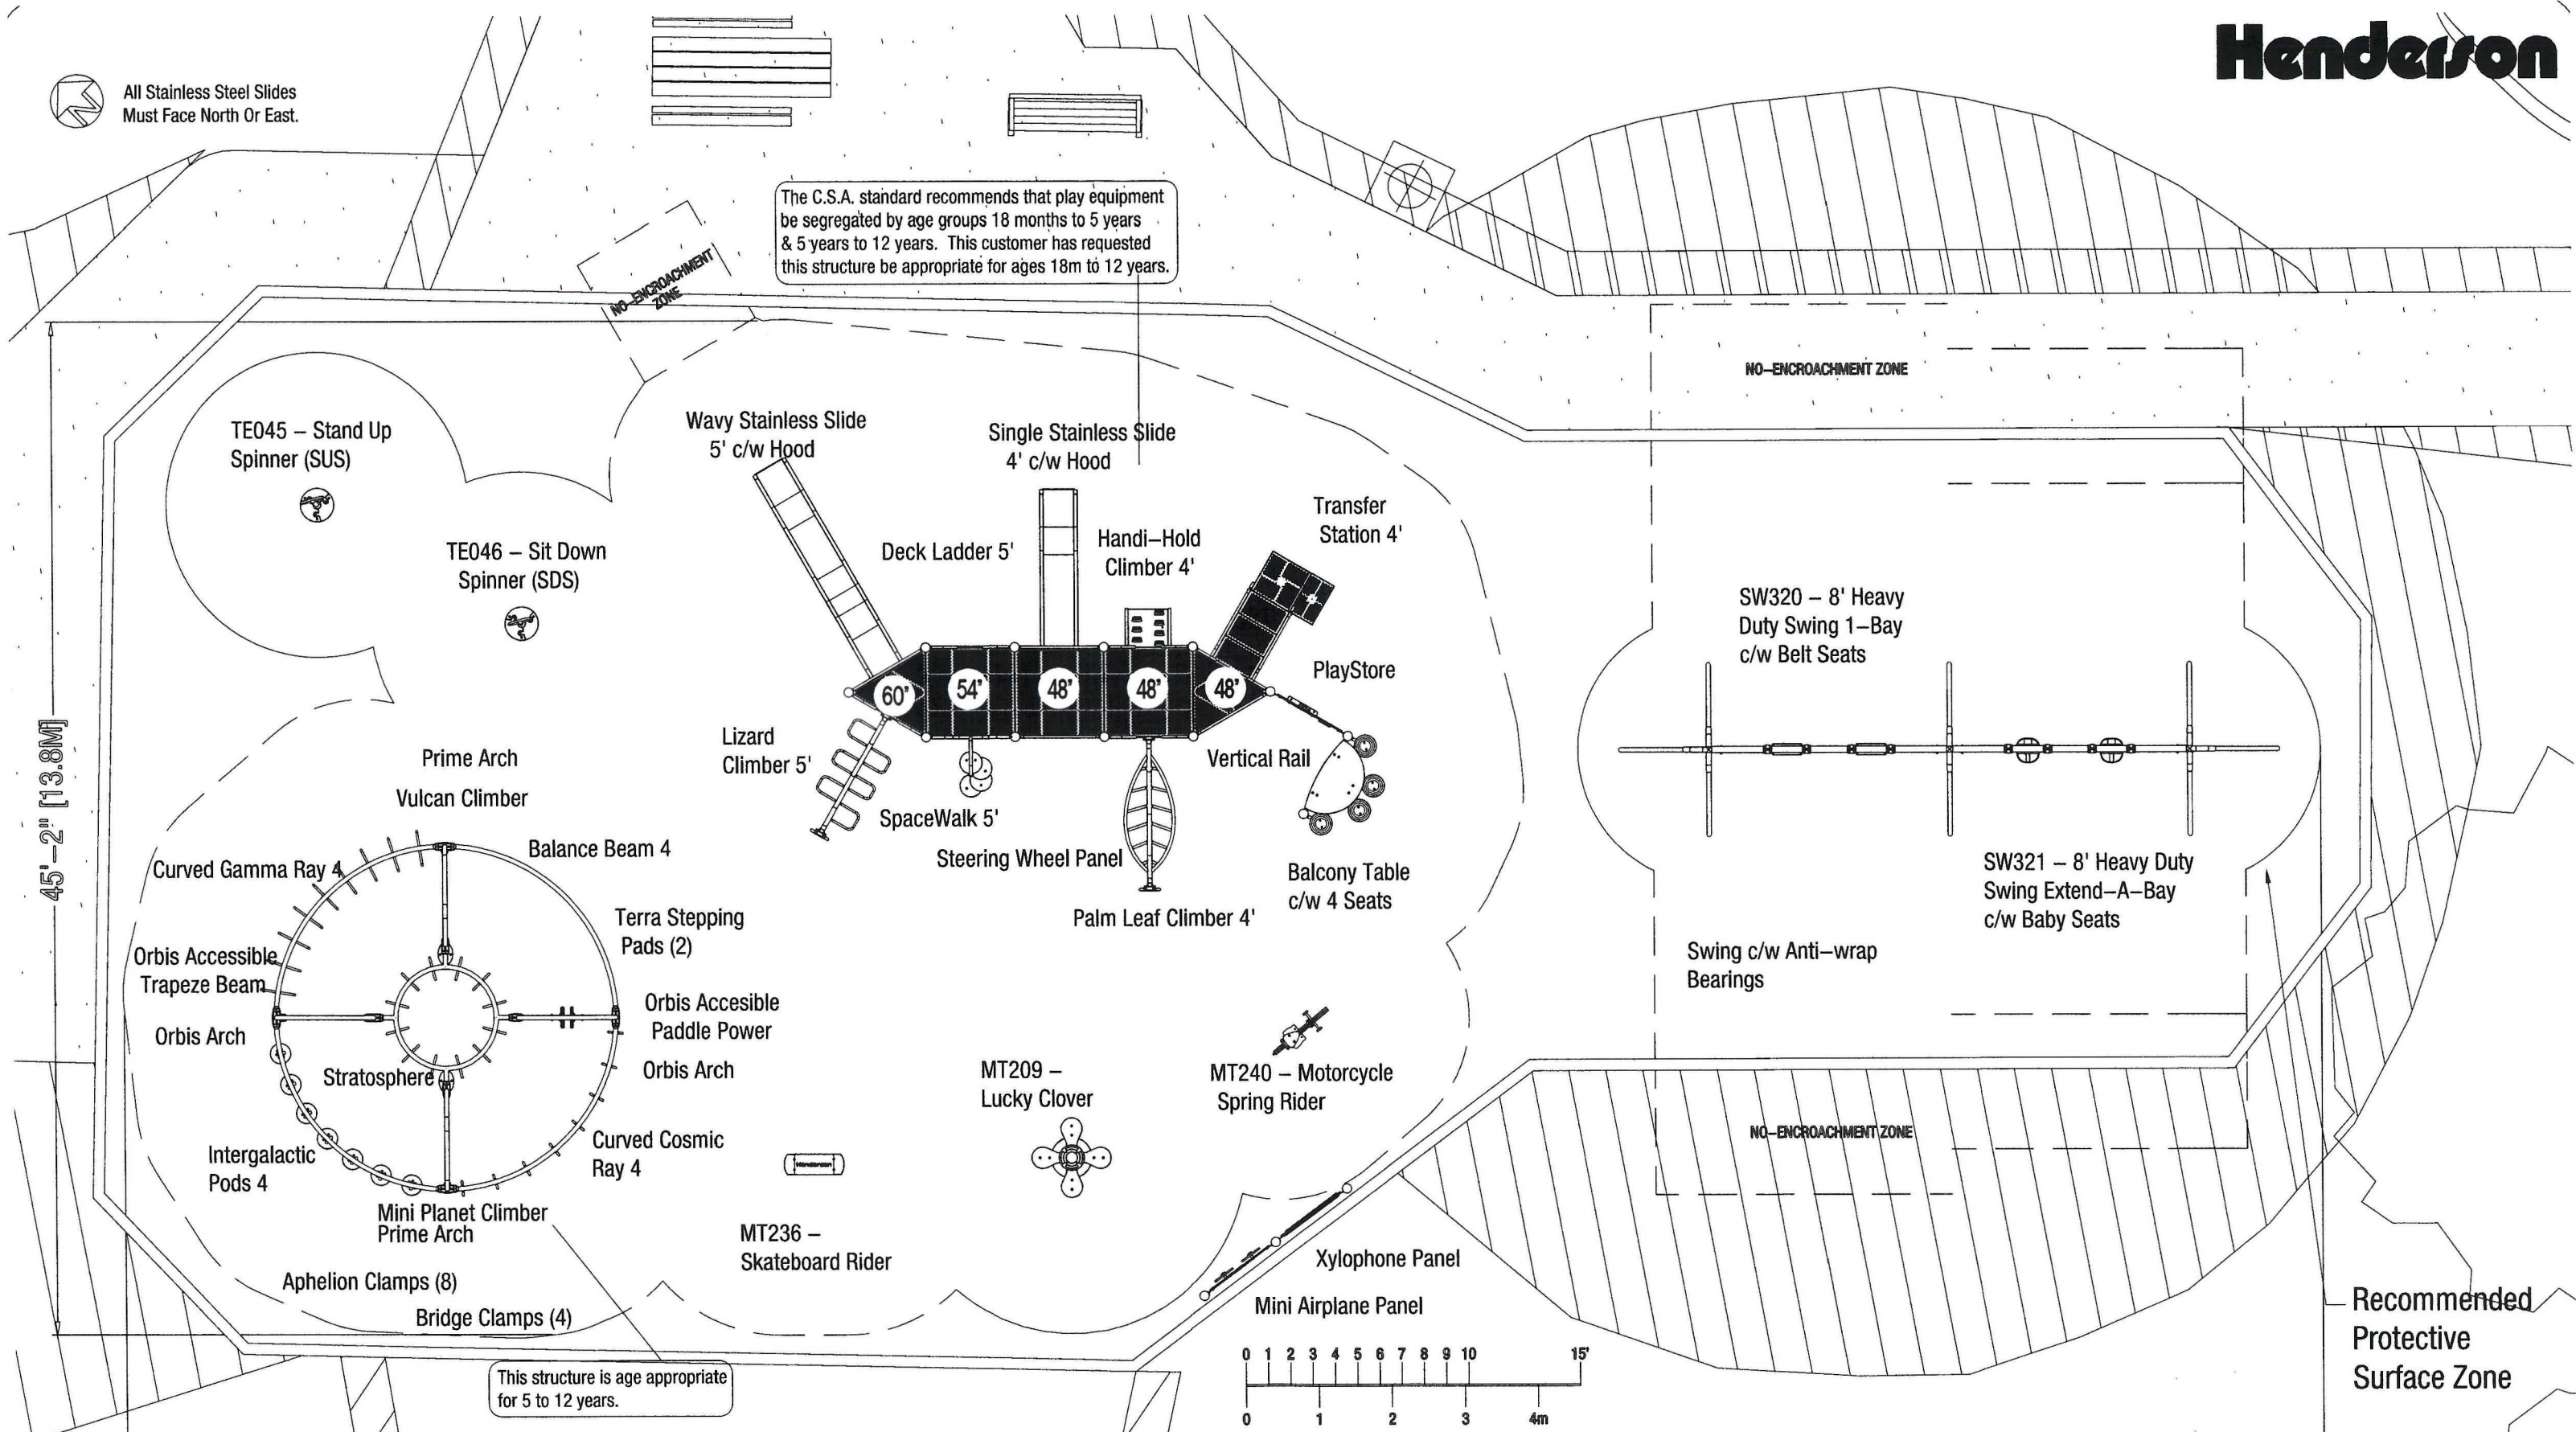 Henderson
All Stainless Steel Slides
Must Face North Or East.
The C.S.A. standard recommends that play equipment
be segregated by age groups 18 months to 5 years
& 5 years to 12 years. This customer has requested
this structure be appropriate for ages 18m to 12 years.
NO-ENCROACHMENT
ZONE
NO-ENCROACHMENT ZONE
TE045 – Stand Up
Spinner (SUS)
Wavy Stainless Slide
5' c/w Hood
Single Stainless Slide
4' c/w Hood
Transfer
Station 4'
TE046 – Sit Down
Spinner (SDS)
Deck Ladder 5'
Handi–Hold
Climber 4'
SW320 – 8' Heavy
Duty Swing 1–Bay
c/w Belt Seats
PlayStore
60"
54"
48"
48"
48"
45'–2" [13.8M]
Lizard
Climber 5'
Vertical Rail
Prime Arch
Vulcan Climber
SpaceWalk 5'
Balance Beam 4
Steering Wheel Panel
Curved Gamma Ray 4
Balcony Table
c/w 4 Seats
SW321 – 8' Heavy Duty
Swing Extend–A–Bay
c/w Baby Seats
Terra Stepping
Pads (2)
Palm Leaf Climber 4'
Orbis Accessible
Trapeze Beam
Swing c/w Anti–wrap
Bearings
Orbis Accesible
Paddle Power
Orbis Arch
Stratosphere
Orbis Arch
MT209 –
Lucky Clover
MT240 – Motorcycle
Spring Rider
NO-ENCROACHMENT ZONE
Intergalactic
Pods 4
Curved Cosmic
Ray 4
Henderson
Mini Planet Climber
Prime Arch
MT236 –
Skateboard Rider
Xylophone Panel
Aphelion Clamps (8)
Mini Airplane Panel
Bridge Clamps (4)
Recommended
Protective
Surface Zone
0 1 2 3 4 5 6 7 8 9 10 15'
0 1 2 3 4m
This structure is age appropriate
for 5 to 12 years.